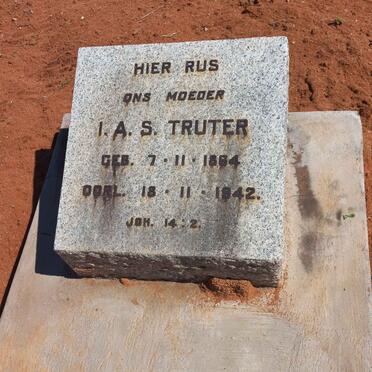 HIER RUS
ONS MOEDER
I. A. S. TRUTER
GEB. 7·11·1864
OORL. 18·11·1942.
JOH. 14:2.